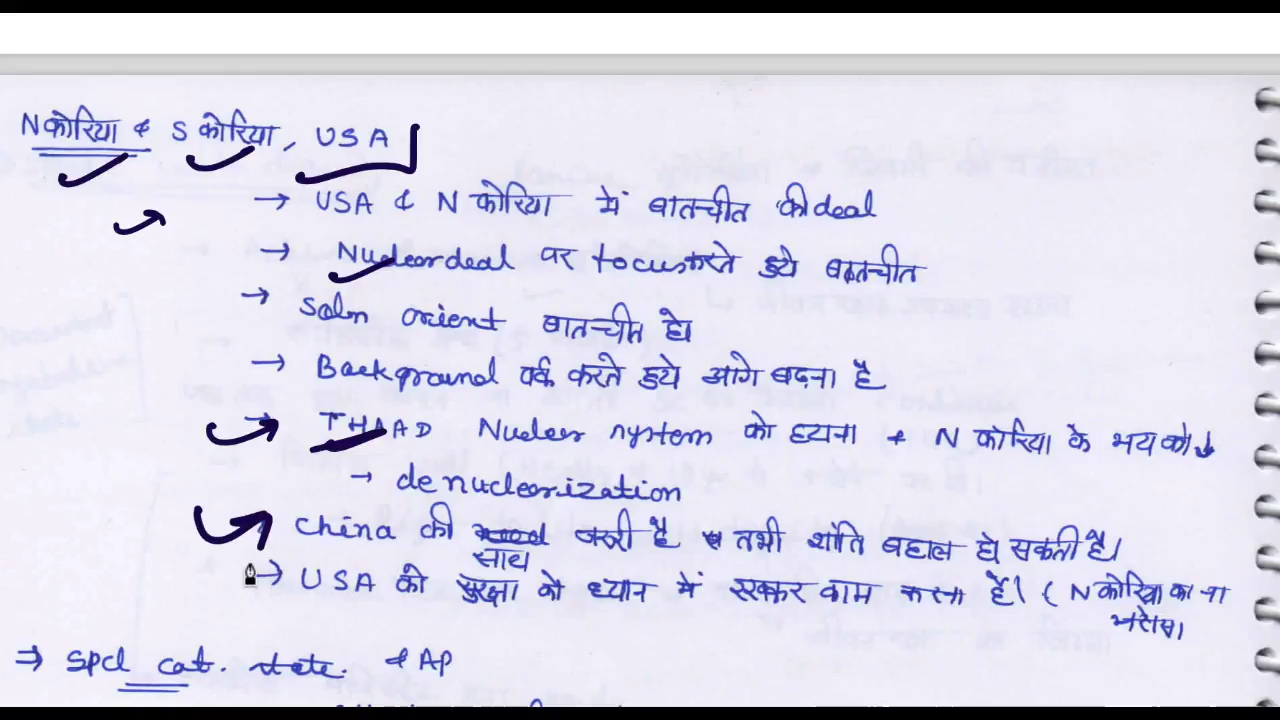 N कोरिया & S कोरिया, USA
→ USA & N कोरिया में बातचीत की deal
→ Nuclear deal पर focus करते हुये बातचीत
→ Soln orient बातचीत हो।
→ Background वर्क करते हुये आगे बढ़ना है
→ THAAD Nuclear system को हटाना + N कोरिया के भय को ↓
→ denuclearization
→ China की साथ जरूरी है तभी शांति बहाल हो सकती है।
→ USA को सुरक्षा को ध्यान में रखकर काम करना है। ( N कोरिया का ना
भरोसा)
⇒ Spcl cat. state. & AP